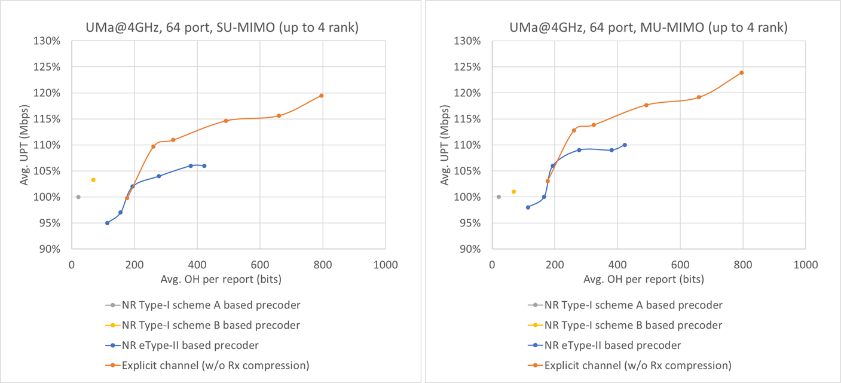 UMa@4GHz, 64 port, SU-MIMO (up to 4 rank)
130%
125%
120%
115%
110%
105%
100%
95%
90%
Avg. UPT (Mbps)
0 200 400 600 800 1000
Avg. OH per report (bits)
NR Type-I scheme A based precoder
NR Type-I scheme B based precoder
NR eType-II based precoder
Explicit channel (w/o Rx compression)
UMa@4GHz, 64 port, MU-MIMO (up to 4 rank)
130%
125%
120%
115%
110%
105%
100%
95%
90%
Avg. UPT (Mbps)
0 200 400 600 800 1000
Avg. OH per report (bits)
NR Type-I scheme A based precoder
NR Type-I scheme B based precoder
NR eType-II based precoder
Explicit channel (w/o Rx compression)